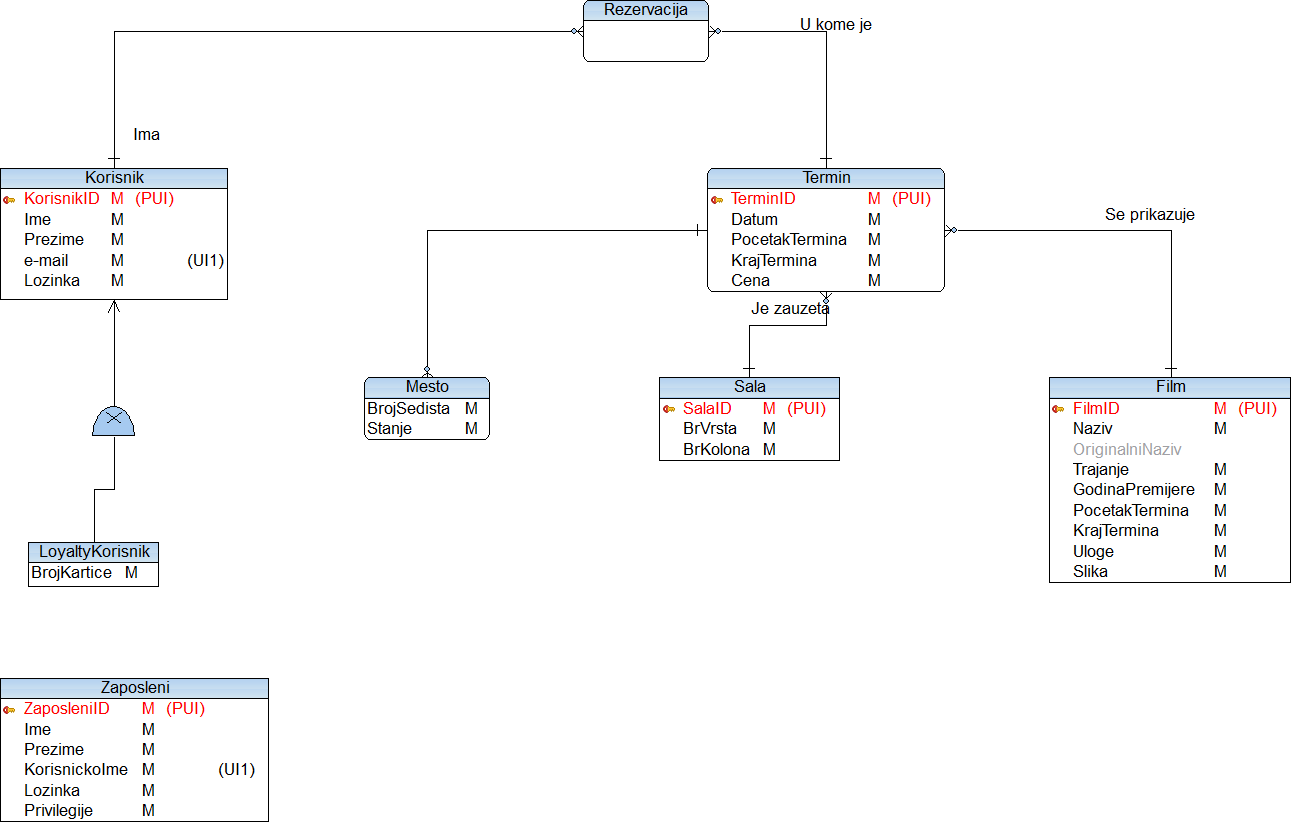 Rezervacija
U kome je
Ima
Korisnik
KorisnikID M (PUI)
Ime M
Prezime M
e-mail M (UI1)
Lozinka M
Termin
TerminID M (PUI)
Datum M
PocetakTermina M
KrajTermina M
Cena M
Se prikazuje
Je zauzeta
Mesto
BrojSedista M
Stanje M
Sala
SalaID M (PUI)
BrVrsta M
BrKolona M
Film
FilmID M (PUI)
Naziv M
OriginalniNaziv
Trajanje M
GodinaPremijere M
PocetakTermina M
KrajTermina M
Uloge M
Slika M
LoyaltyKorisnik
BrojKartice M
Zaposleni
ZaposleniID M (PUI)
Ime M
Prezime M
KorisnickoIme M (UI1)
Lozinka M
Privilegije M